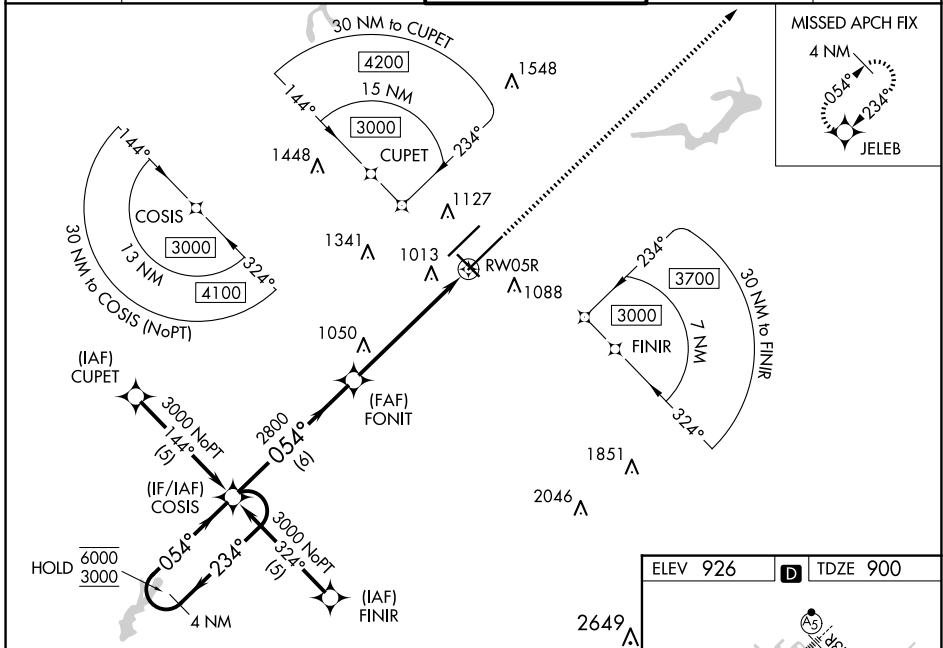 30 NM to CUPET
4200
15 NM
3000
144°
234°
CUPET
1548
1448
1127
MISSED APCH FIX
4 NM
054°
234°
JELEB
144°
COSIS
3000
13 NM
324°
4100
30 NM to COSIS (NoPT)
1341
1013
RW05R
1088
1050
234°
3700
3000
7 NM
30 NM to FINIR
FINIR
324°
(FAF)
FONIT
(IAF)
CUPET
3000 NoPT
144°
(5)
2800
054°
(6)
(IF/IAF)
COSIS
1851
2046
3000 NoPT
324°
(5)
HOLD
6000
3000
054°
234°
4 NM
(IAF)
FINIR
2649
ELEV 926
D
TDZE 900
A5